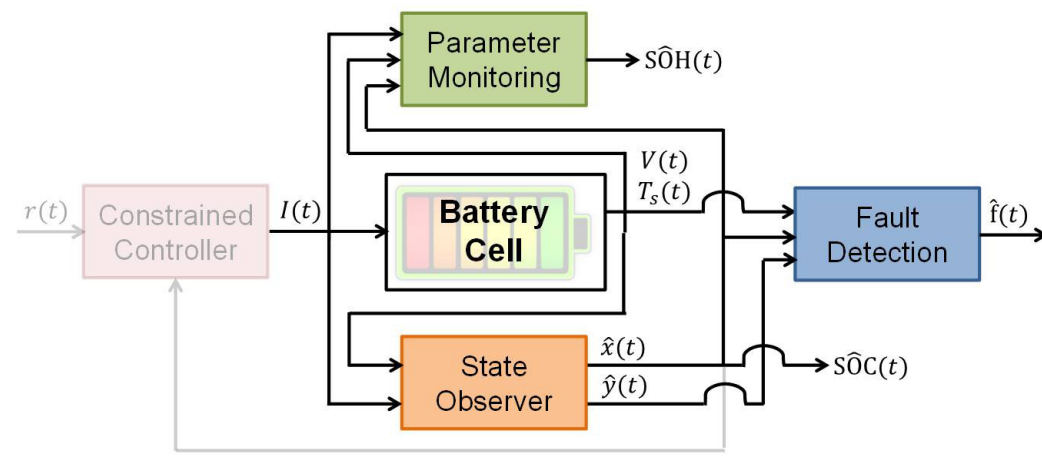 Parameter
Monitoring
SÔH(t)
V(t)
T_s(t)
r(t)
Constrained
Controller
I(t)
Battery
Cell
Fault
Detection
f̂(t)
State
Observer
x̂(t)
ŷ(t)
SÔC(t)